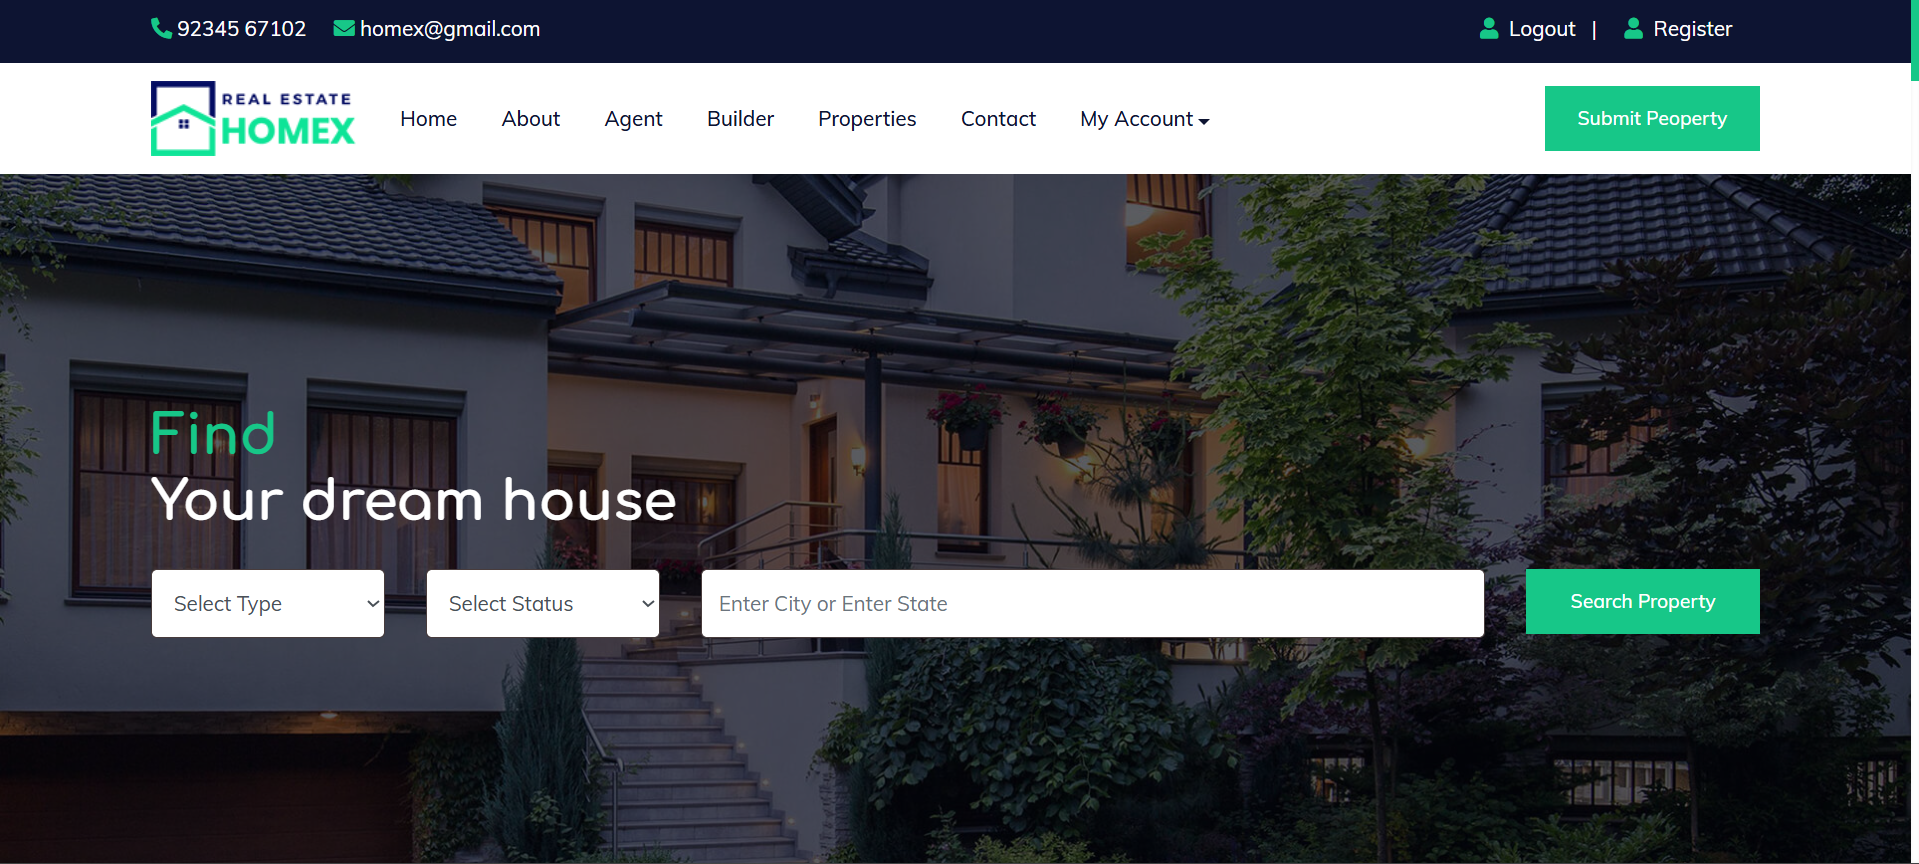 92345 67102 homex@gmail.com Logout | Register
REAL ESTATE
HOMEX
Home About Agent Builder Properties Contact My Account Submit Peoperty
Find
Your dream house
Select Type Select Status Enter City or Enter State Search Property